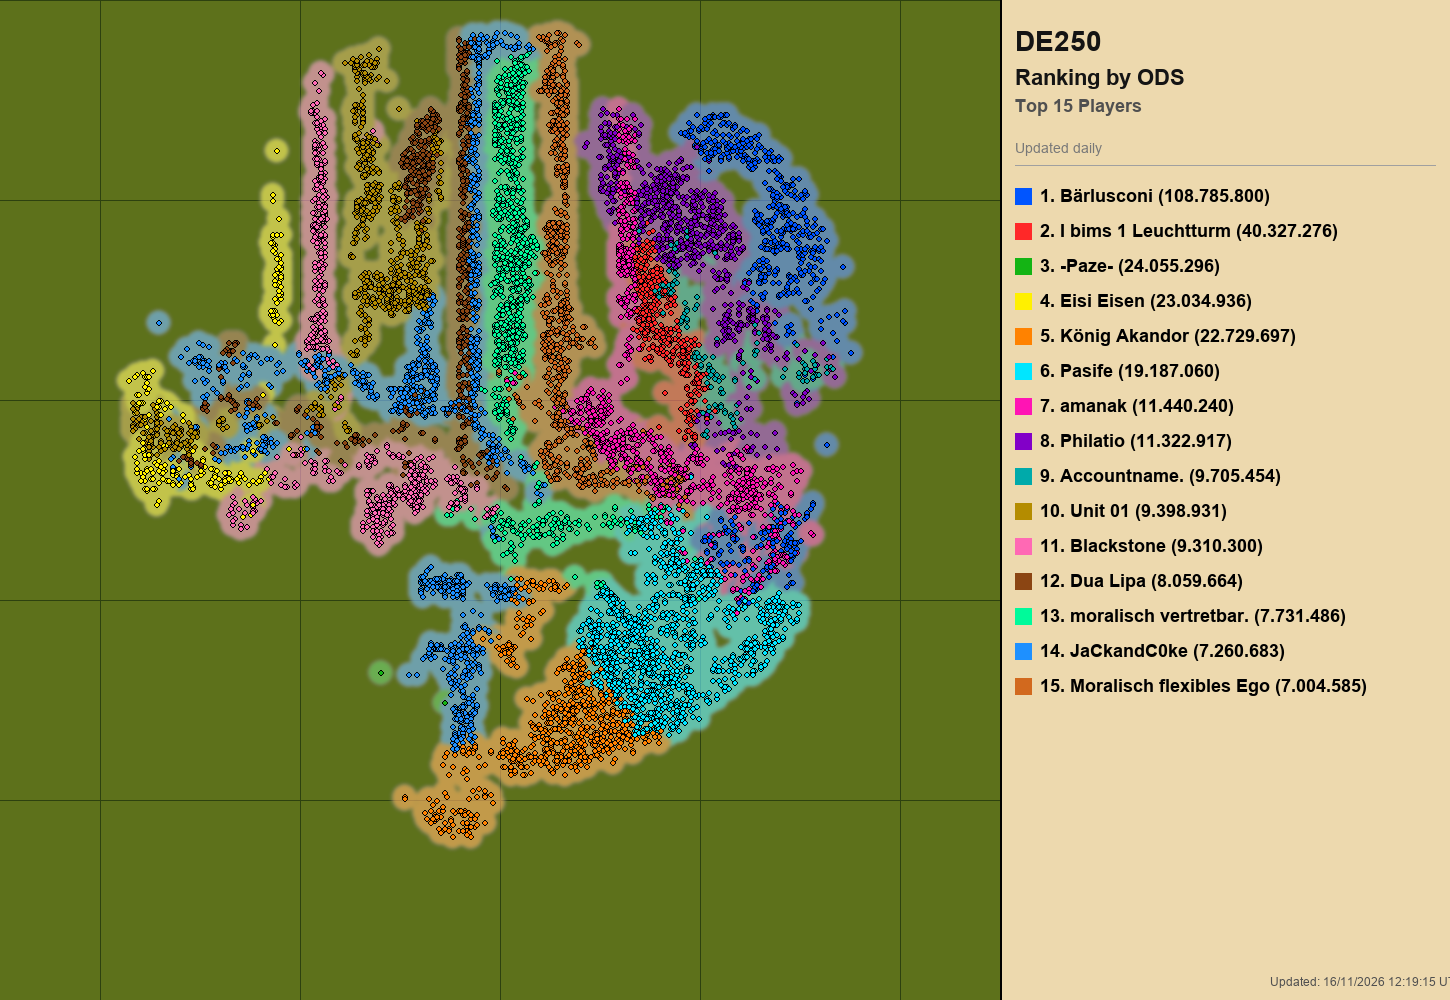 DE250
Ranking by ODS
Top 15 Players
Updated daily
1. Bärlusconi (108.785.800)
2. I bims 1 Leuchtturm (40.327.276)
3. -Paze- (24.055.296)
4. Eisi Eisen (23.034.936)
5. König Akandor (22.729.697)
6. Pasife (19.187.060)
7. amanak (11.440.240)
8. Philatio (11.322.917)
9. Accountname. (9.705.454)
10. Unit 01 (9.398.931)
11. Blackstone (9.310.300)
12. Dua Lipa (8.059.664)
13. moralisch vertretbar. (7.731.486)
14. JaCkandC0ke (7.260.683)
15. Moralisch flexibles Ego (7.004.585)
Updated: 16/11/2026 12:19:15